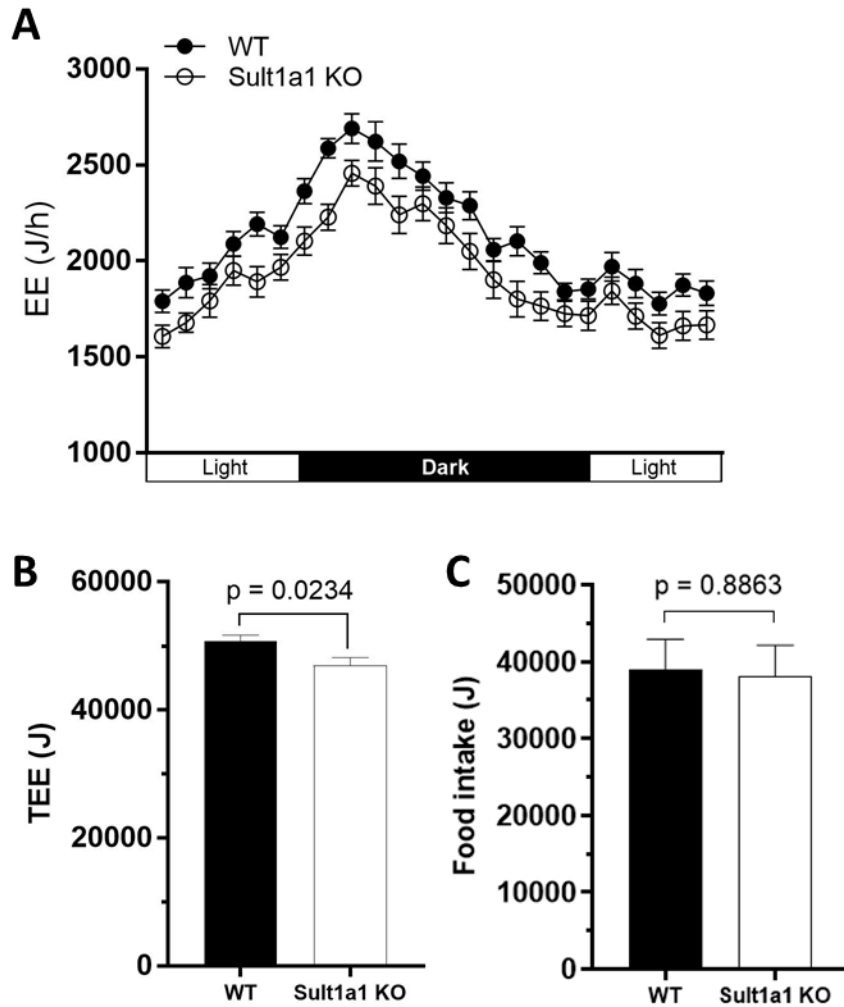 A
WT
Sult1a1 KO
3000
2500
2000
1500
1000
EE (J/h)
Light Dark Light
B
p = 0.0234
60000
40000
20000
0
TEE (J)
WT Sult1a1 KO
C
p = 0.8863
50000
40000
30000
20000
10000
0
Food intake (J)
WT Sult1a1 KO